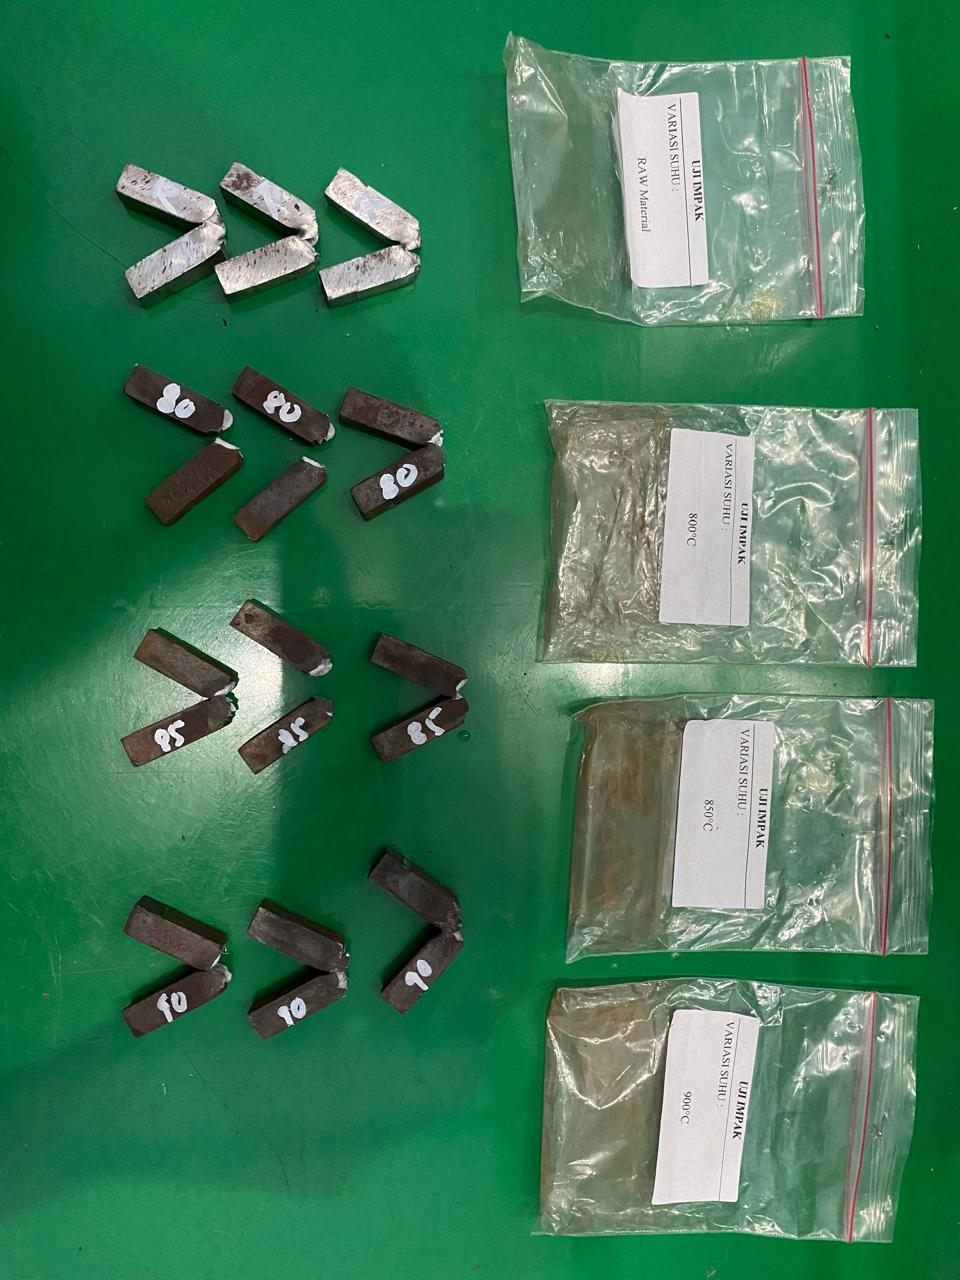 UJI IMPAK
VARIASI SUHU :
RAW Material
80
80
80
UJI IMPAK
VARIASI SUHU :
800°C
85
85
85
UJI IMPAK
VARIASI SUHU :
850°C
90
90
90
UJI IMPAK
VARIASI SUHU :
900°C